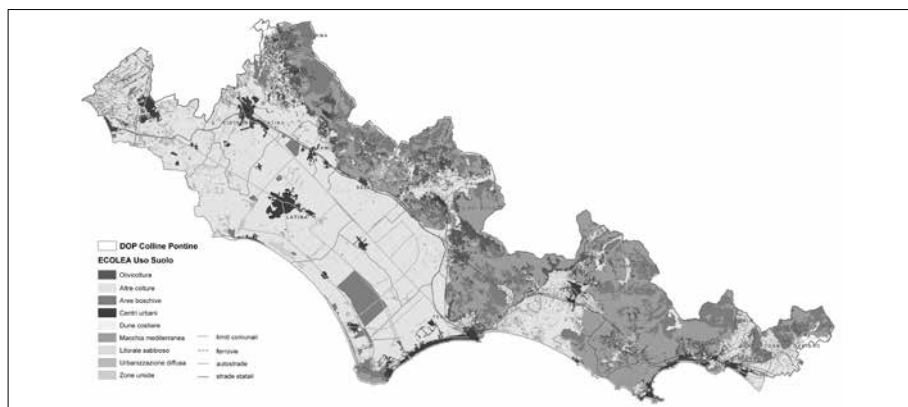 LATINA
DOP Colline Pontine
ECOLEA Uso Suolo
Olivicoltura
Altre colture
Aree boschive
Centri urbani
Dune costiere
Macchia mediterranea
Litorale sabbioso
Urbanizzazione diffusa
Zone umide
limiti comunali
ferrovie
autostrade
strade statali